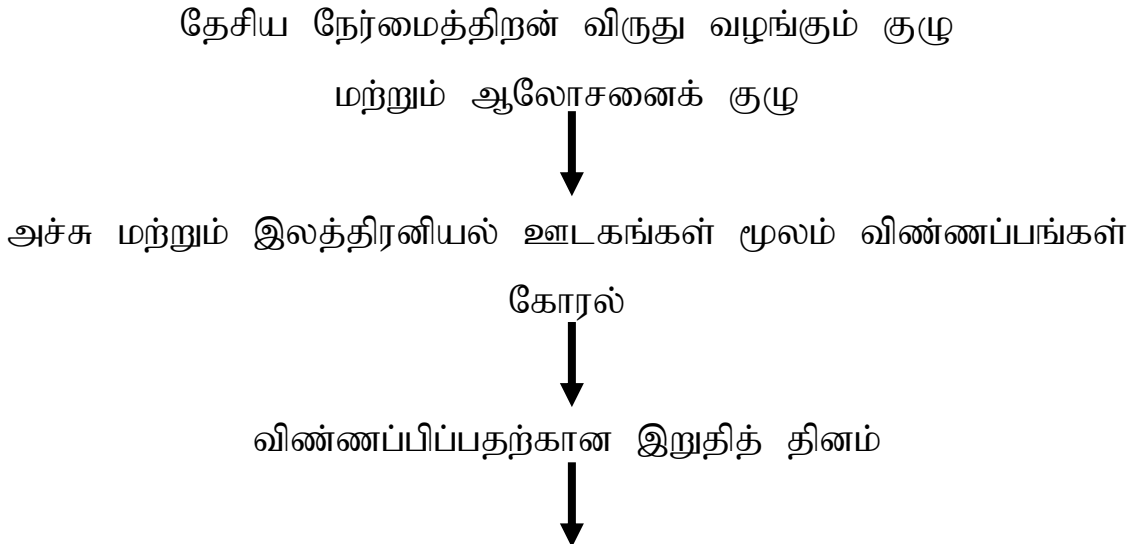 தேசிய நேர்மைத்திறன் விருது வழங்கும் குழு
மற்றும் ஆலோசனைக் குழு
அச்சு மற்றும் இலத்திரனியல் ஊடகங்கள் மூலம் விண்ணப்பங்கள்
கோரல்
விண்ணப்பிப்பதற்கான இறுதித் தினம்